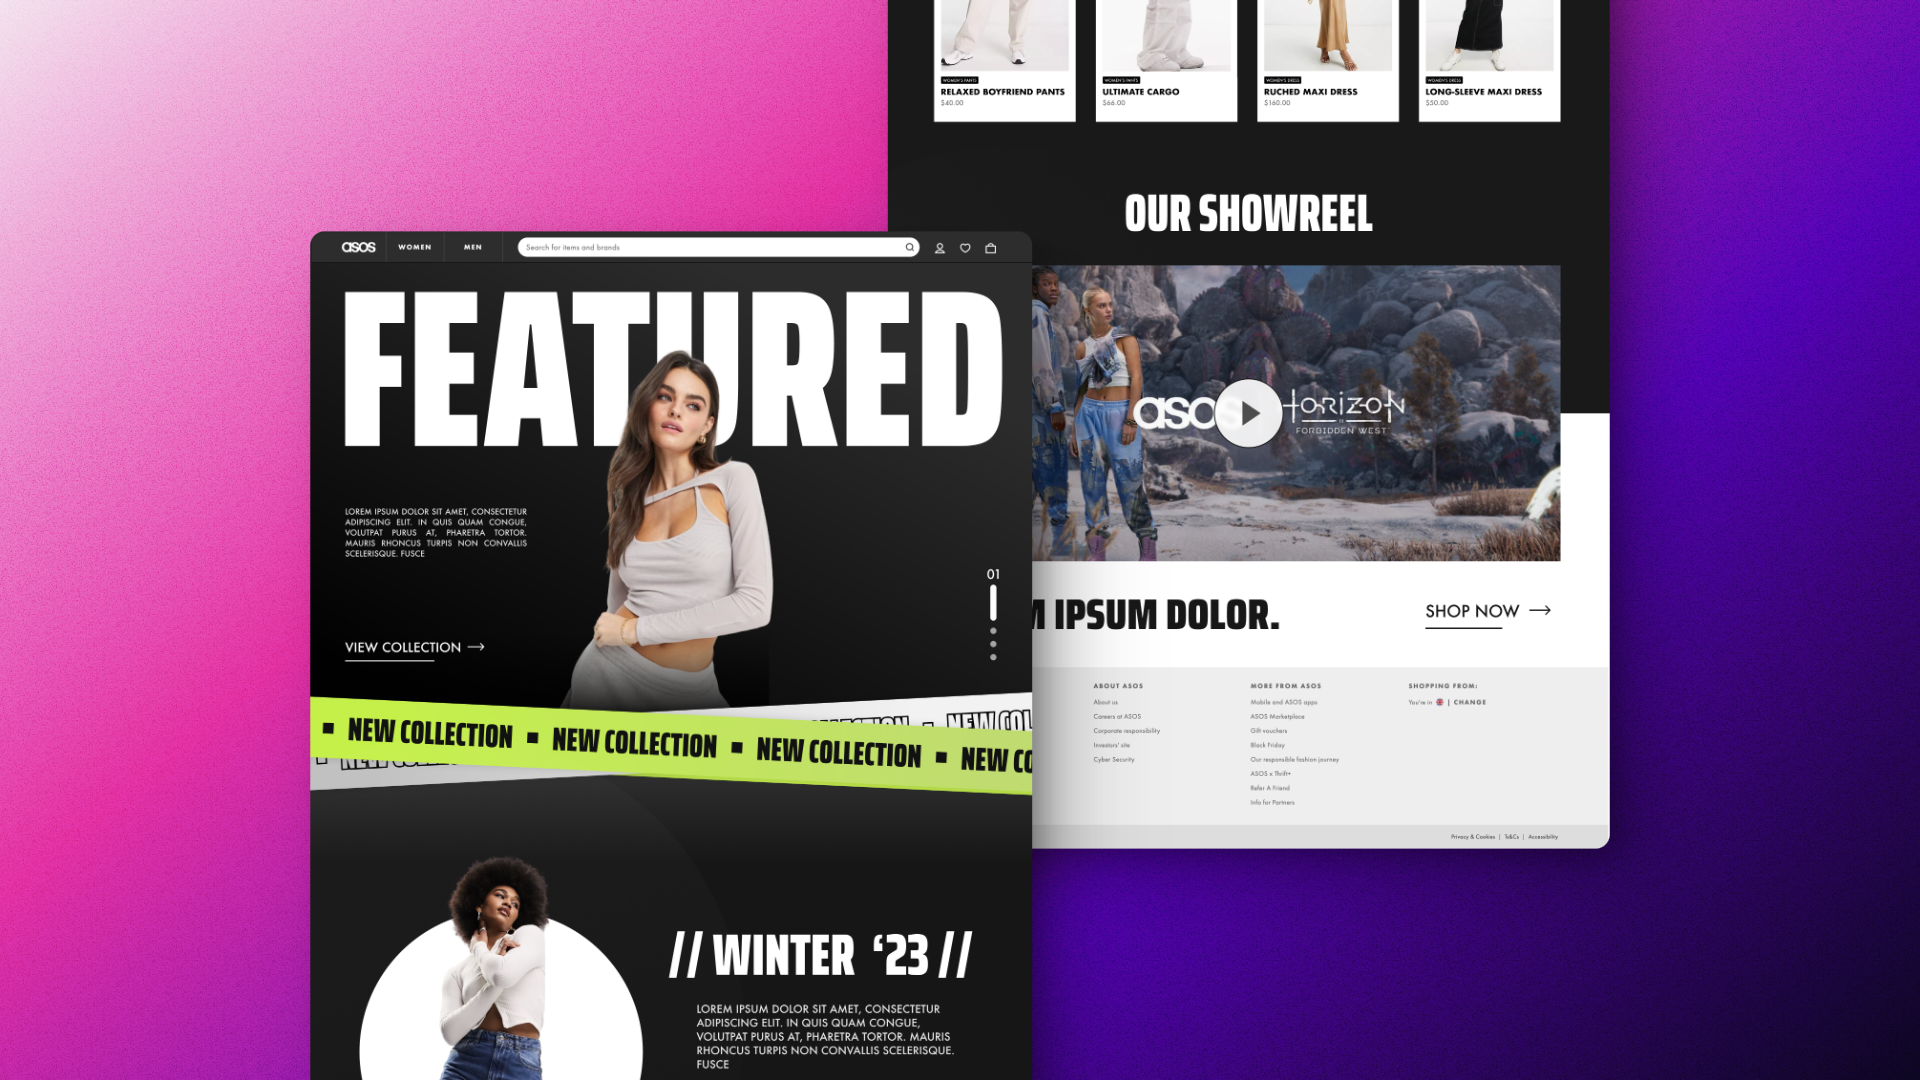 WOMEN'S PANTS
RELAXED BOYFRIEND PANTS
$40.00
WOMEN'S PANTS
ULTIMATE CARGO
$66.00
WOMEN'S DRESS
RUCHED MAXI DRESS
$160.00
WOMEN'S DRESS
LONG-SLEEVE MAXI DRESS
$50.00
OUR SHOWREEL
asos
HORIZON
FORBIDDEN WEST
IPSUM DOLOR.
SHOP NOW
ABOUT ASOS
About us
Careers at ASOS
Corporate responsibility
Investors' site
Cyber Security
MORE FROM ASOS
Mobile and ASOS apps
ASOS Marketplace
Gift vouchers
Black Friday
Our responsible fashion journey
ASOS x Thrift+
Refer A Friend
Info for Partners
SHOPPING FROM:
You're in | CHANGE
Privacy & Cookies | Ts&Cs | Accessibility
asos WOMEN MEN Search for items and brands
FEATURED
LOREM IPSUM DOLOR SIT AMET, CONSECTETUR
ADIPISCING ELIT. IN QUIS QUAM CONGUE,
VOLUTPAT PURUS AT, PHARETRA TORTOR.
MAURIS RHONCUS TURPIS NON CONVALLIS
SCELERISQUE. FUSCE
01
VIEW COLLECTION
NEW COLLECTION NEW COLLECTION NEW COLLECTION NEW CO
// WINTER ‘23 //
LOREM IPSUM DOLOR SIT AMET, CONSECTETUR
ADIPISCING ELIT. IN QUIS QUAM CONGUE,
VOLUTPAT PURUS AT, PHARETRA TORTOR. MAURIS
RHONCUS TURPIS NON CONVALLIS SCELERISQUE.
FUSCE